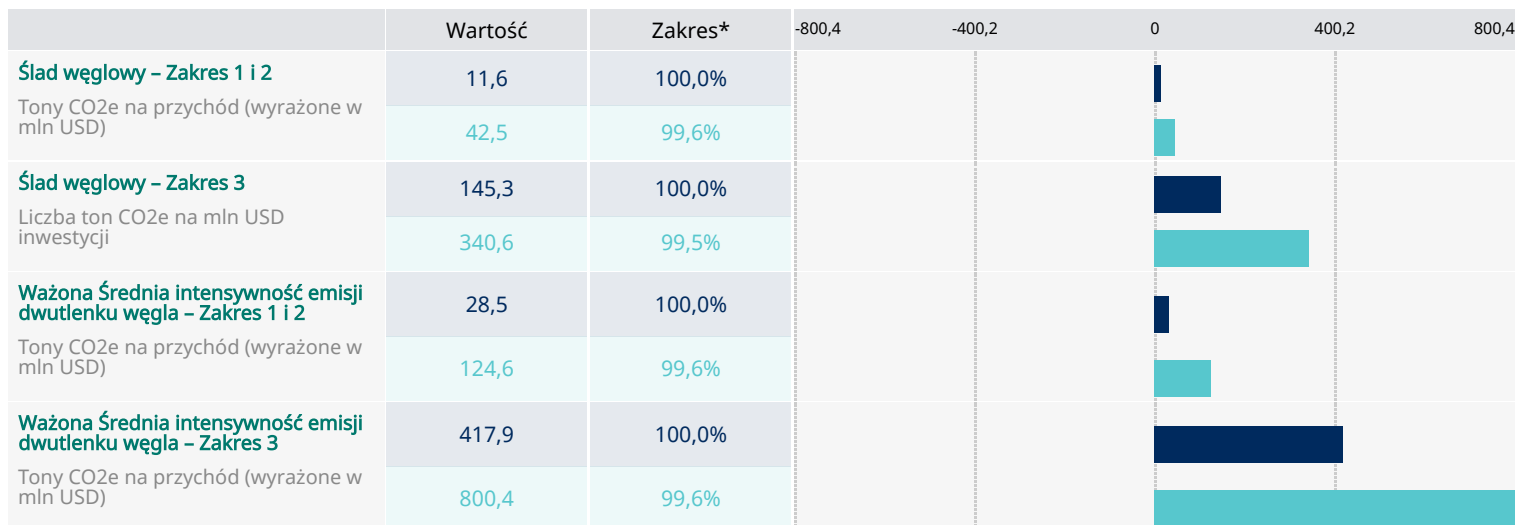 Wartość Zakres* -800,4 -400,2 0 400,2 800,4
Ślad węglowy – Zakres 1 i 2
Tony CO2e na przychód (wyrażone w
mln USD)
11,6 100,0%
42,5 99,6%
Ślad węglowy – Zakres 3
Liczba ton CO2e na mln USD
inwestycji
145,3 100,0%
340,6 99,5%
Ważona Średnia intensywność emisji
dwutlenku węgla – Zakres 1 i 2
Tony CO2e na przychód (wyrażone w
mln USD)
28,5 100,0%
124,6 99,6%
Ważona Średnia intensywność emisji
dwutlenku węgla – Zakres 3
Tony CO2e na przychód (wyrażone w
mln USD)
417,9 100,0%
800,4 99,6%